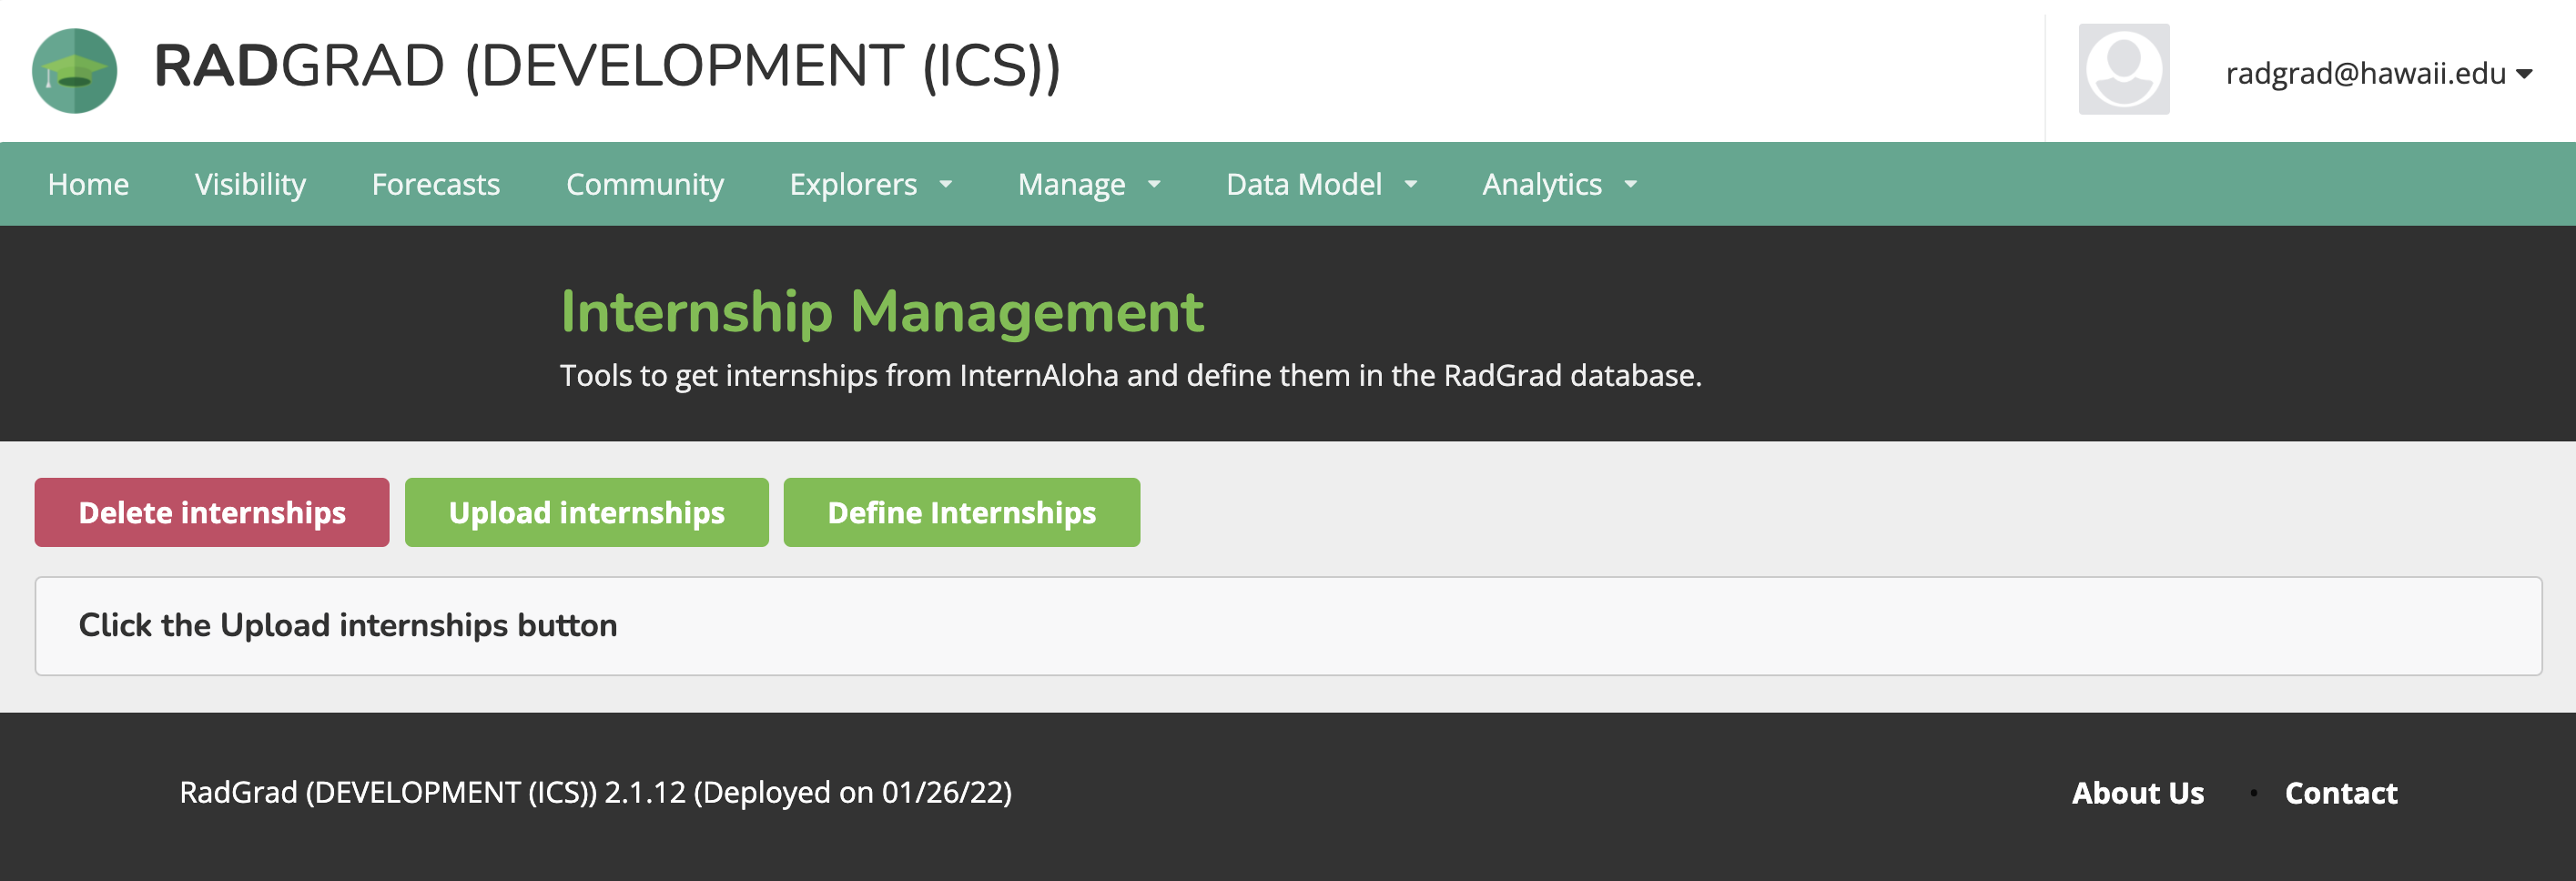 RADGRAD (DEVELOPMENT (ICS))
radgrad@hawaii.edu
Home Visibility Forecasts Community Explorers Manage Data Model Analytics
Internship Management
Tools to get internships from InternAloha and define them in the RadGrad database.
Delete internships Upload internships Define Internships
Click the Upload internships button
RadGrad (DEVELOPMENT (ICS)) 2.1.12 (Deployed on 01/26/22)
About Us · Contact